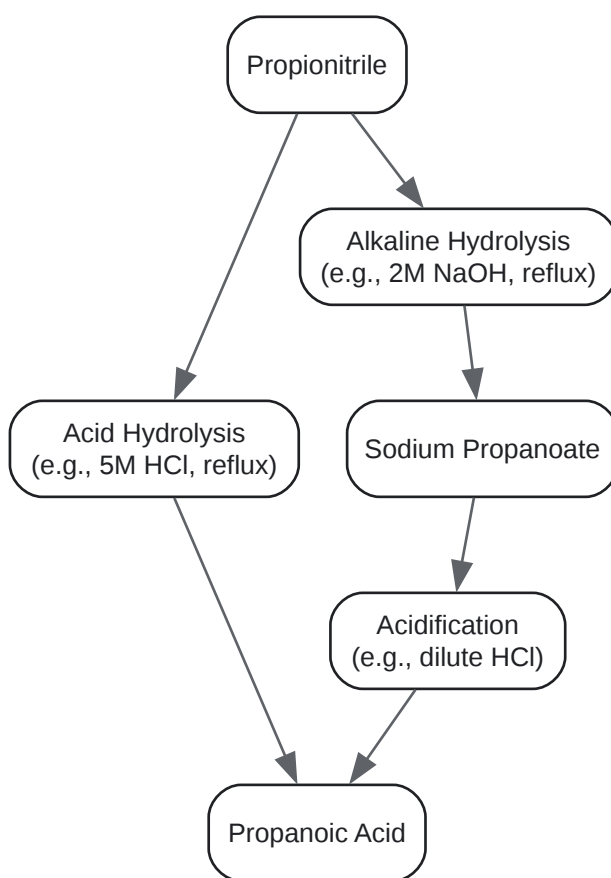 Propionitrile
Alkaline Hydrolysis
(e.g., 2M NaOH, reflux)
Acid Hydrolysis
(e.g., 5M HCl, reflux)
Sodium Propanoate
Acidification
(e.g., dilute HCl)
Propanoic Acid